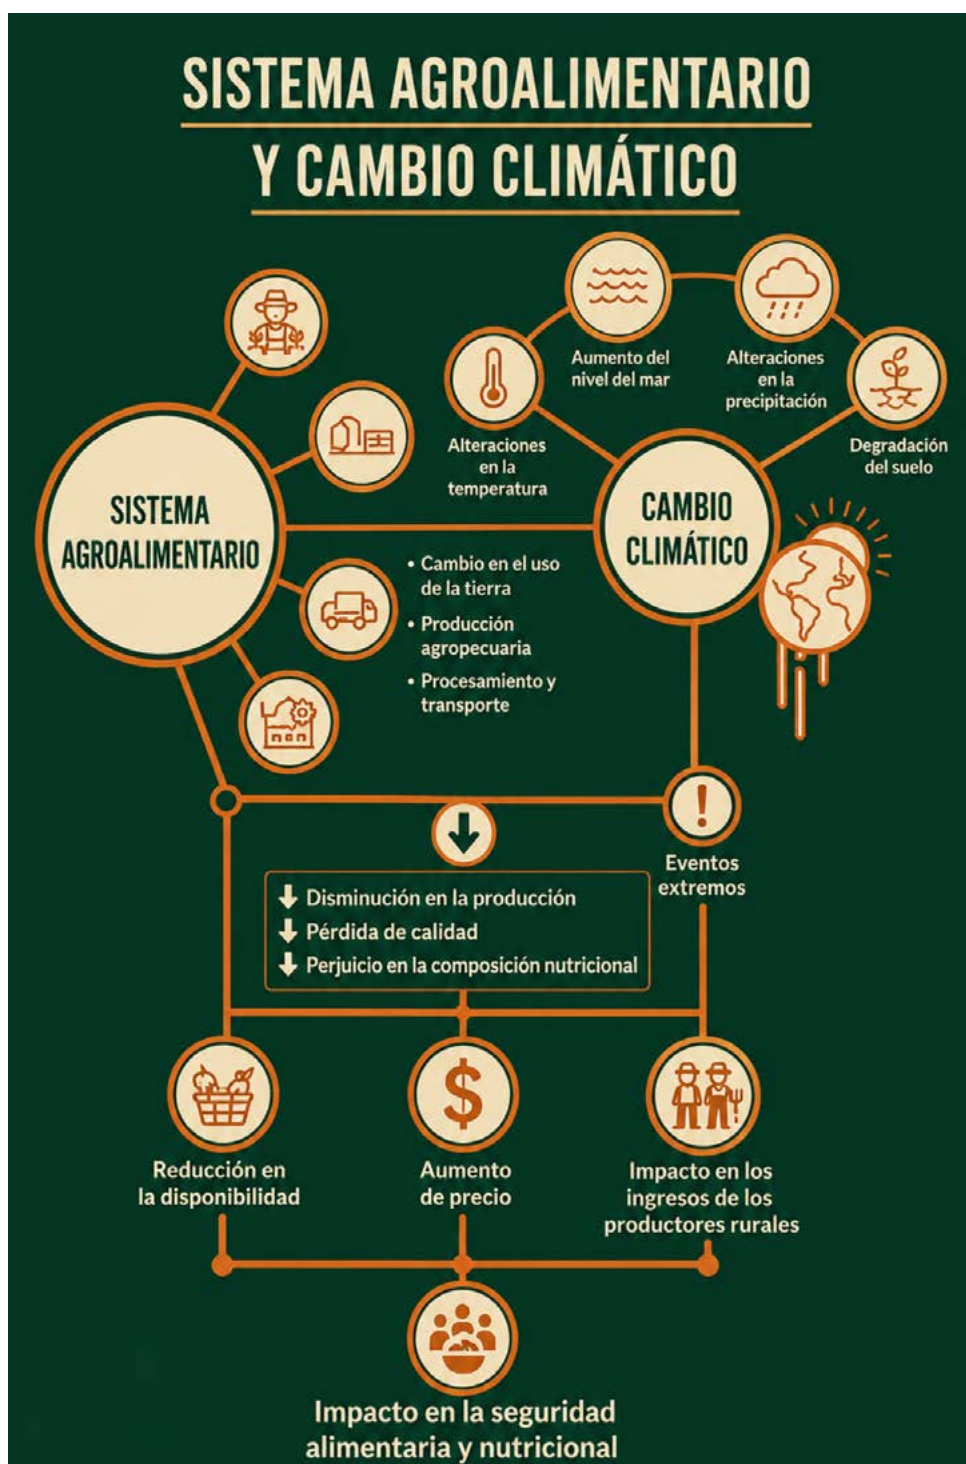 SISTEMA AGROALIMENTARIO
Y CAMBIO CLIMÁTICO
Aumento del
nivel del mar
Alteraciones
en la
precipitación
Alteraciones
en la
temperatura
Degradación
del suelo
SISTEMA
AGROALIMENTARIO
CAMBIO
CLIMÁTICO
• Cambio en el uso
de la tierra
• Producción
agropecuaria
• Procesamiento y
transporte
!
Eventos
extremos
Disminución en la producción
Pérdida de calidad
Perjuicio en la composición nutricional
$
Reducción en
la disponibilidad
Aumento
de precio
Impacto en los
ingresos de los
productores rurales
Impacto en la seguridad
alimentaria y nutricional